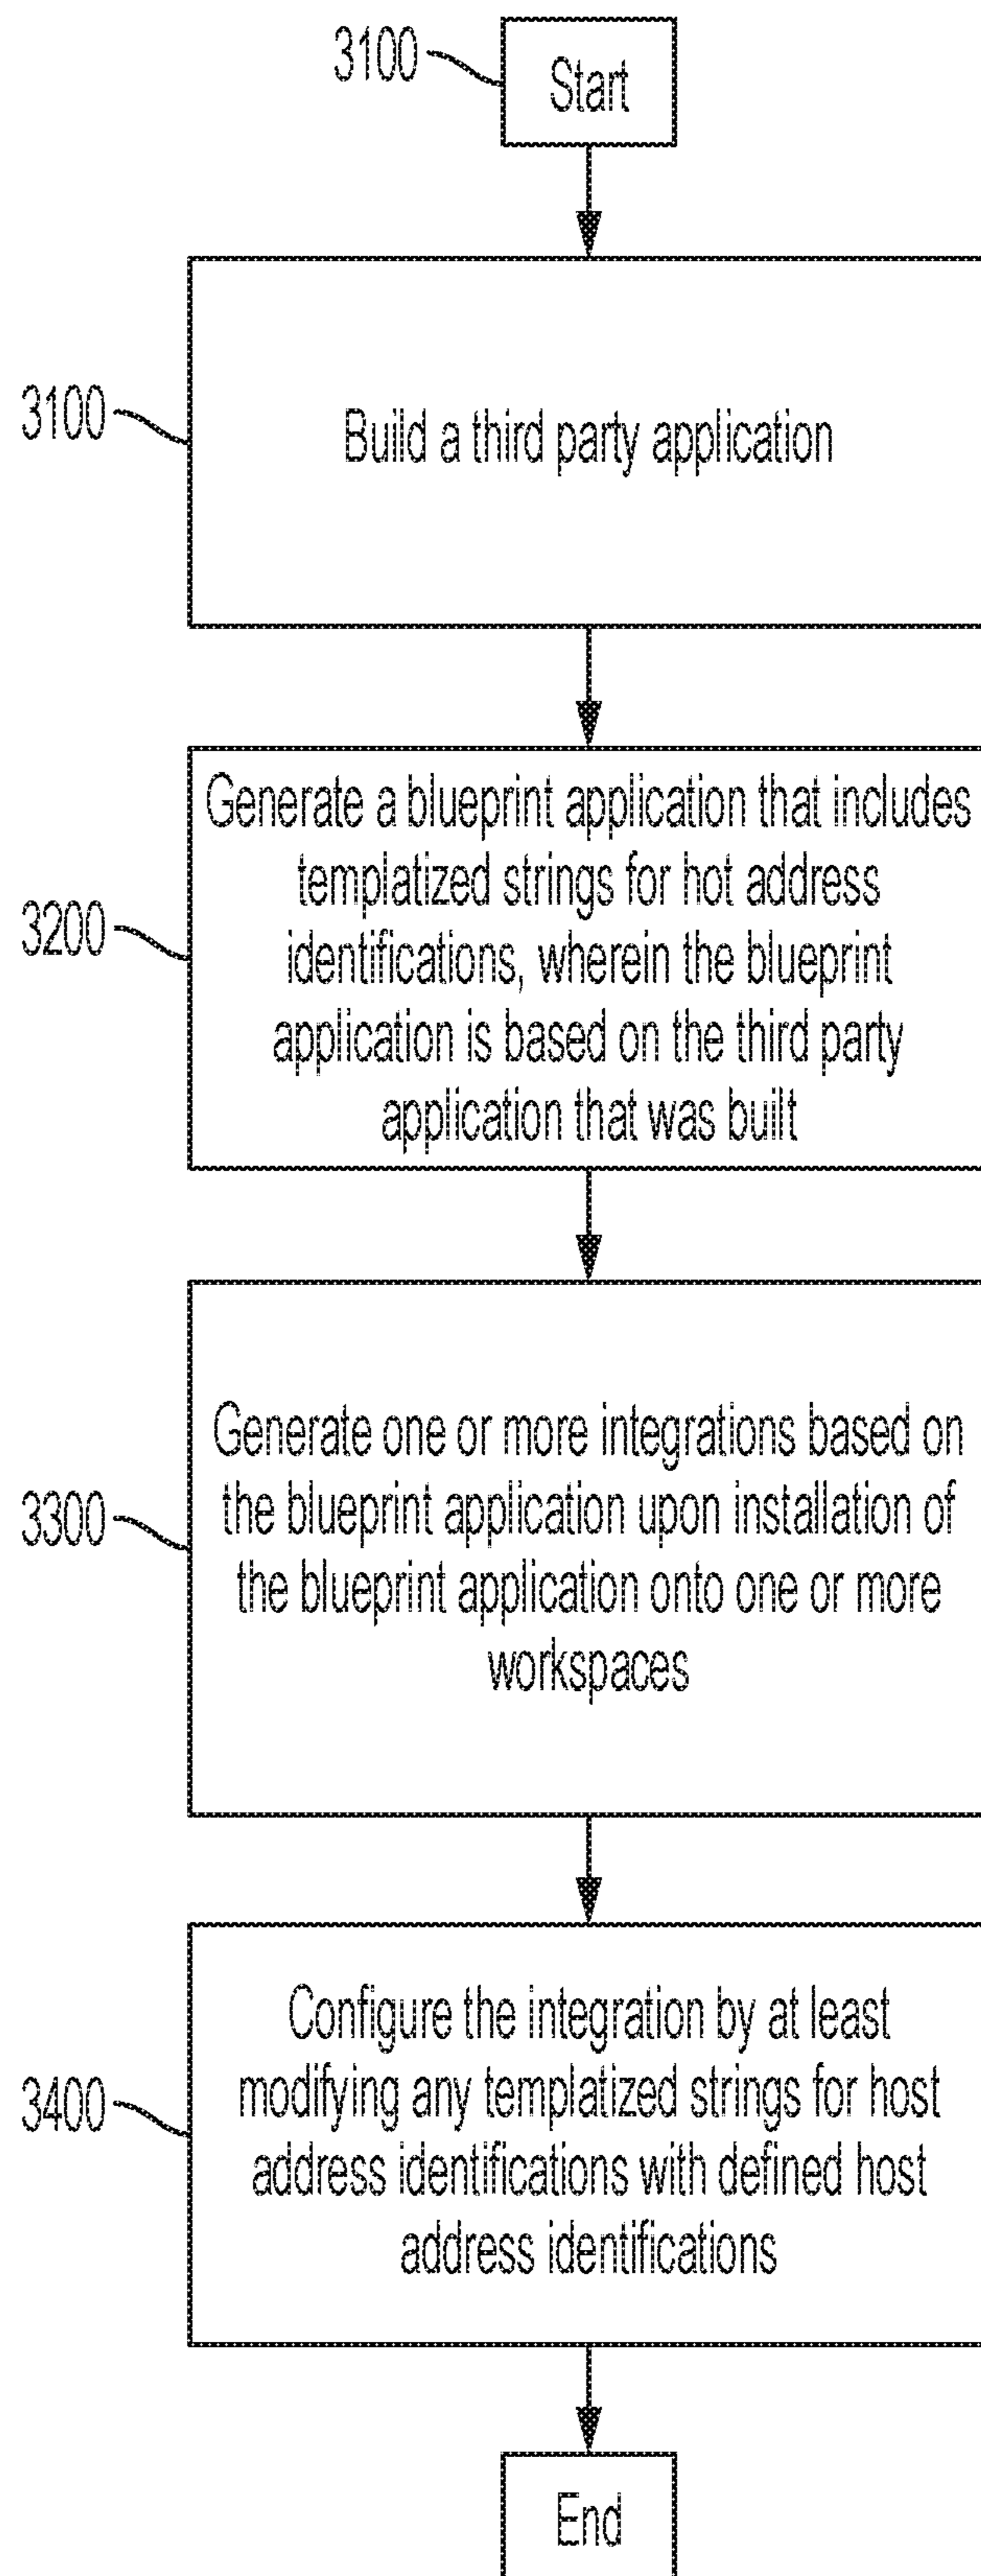 3100
Start
3100
Build a third party application
Generate a blueprint application that includes
templatized strings for hot address
3200
identifications, wherein the blueprint
application is based on the third party
application that was built
Generate one or more integrations based on
the blueprint application upon installation of
3300
the blueprint application onto one or more
workspaces
Configure the integration by at least
modifying any templatized strings for host
3400
address identifications with defined host
address identifications
End